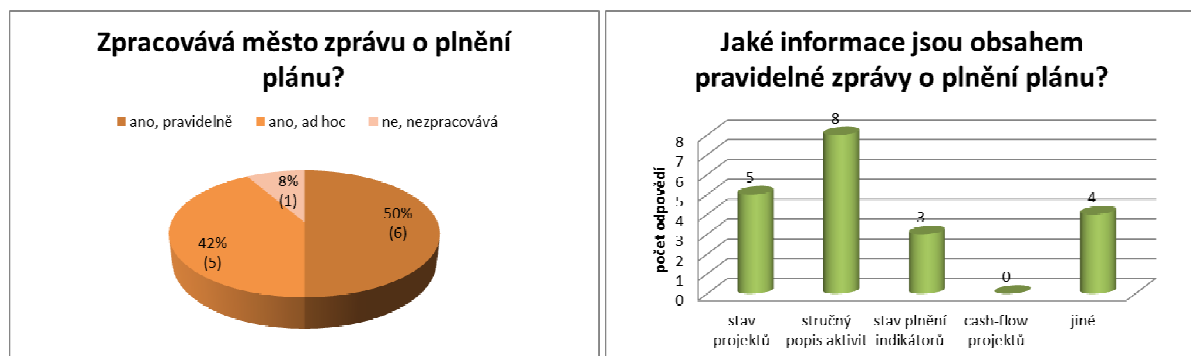 Zpracovává město zprávu o plnění
plánu?
ano, pravidelně
ano, ad hoc
ne, nezpracovává
8%
(1)
50%
(6)
42%
(5)
Jaké informace jsou obsahem
pravidelné zprávy o plnění plánu?
počet odpovědí
8
7
6
5
4
3
2
1
0
5
8
3
0
4
stav
projektů
stručný
popis aktivit
stav plnění
indikátorů
cash-flow
projektů
jiné